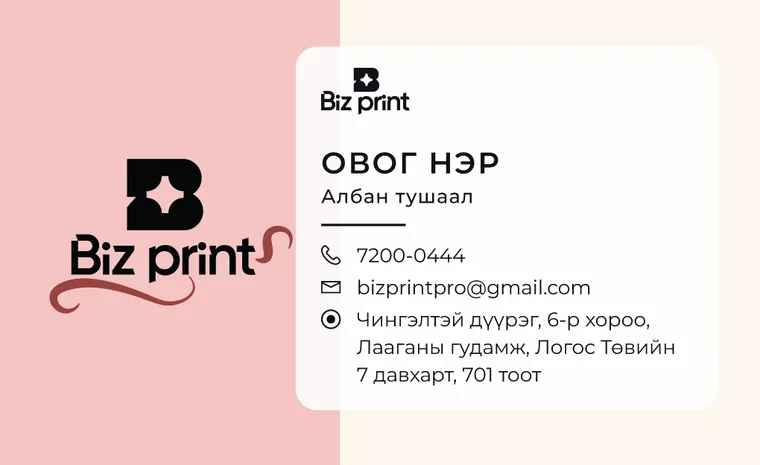 Biz print
Biz print
ОВОГ НЭР
Албан тушаал
7200-0444
bizprintpro@gmail.com
Чингэлтэй дүүрэг, 6-р хороо,
Лааганы гудамж, Логос Төвийн
7 давхарт, 701 тоот